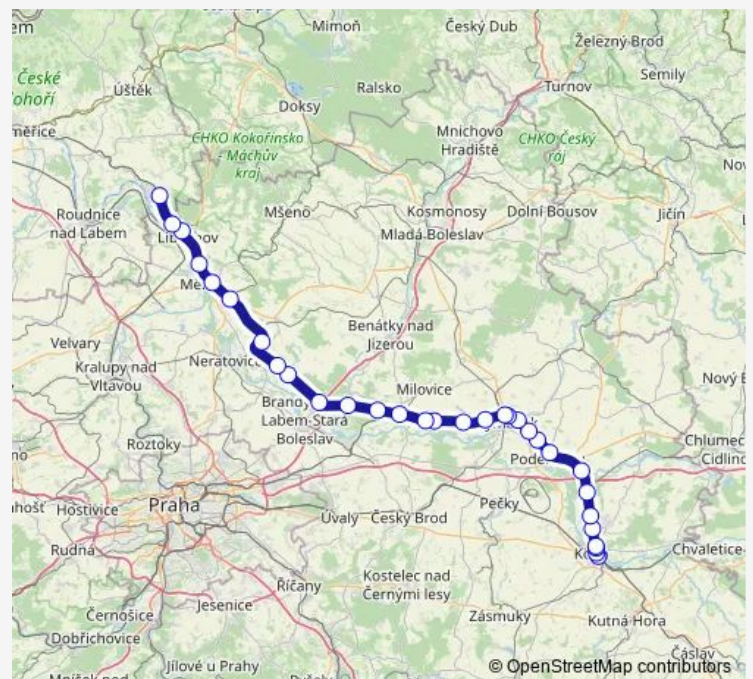 Mimoň
Český Dub
Železný Brod
České
Úštěk
Ralsko
Turnov
Semily
Doksy
CHKO Kokořínsko
- Máchův
kraj
Mnichovo
Hradiště
CHKO Český
ráj
Roudnice
nad Labem
Mšeno
Kosmonosy
Dolní Bousov
Jičín
Mladá Boleslav
Benátky nad
Jizerou
Velvary
Kralupy nad
Vltavou
Milovice
Labem-Stará
Boleslav
Roztoky
Chlumec
Cidlino
Hostivice
Praha
Pečky
Úvaly
Český Brod
Rudná
Chvaletice
Říčany
Kostelec nad
Černými lesy
Jesenice
Zásmuky
Kutná Hora
Černošice
Dobřichovice
Čáslav
Jílové u Prahy
© OpenStreetMap contributors